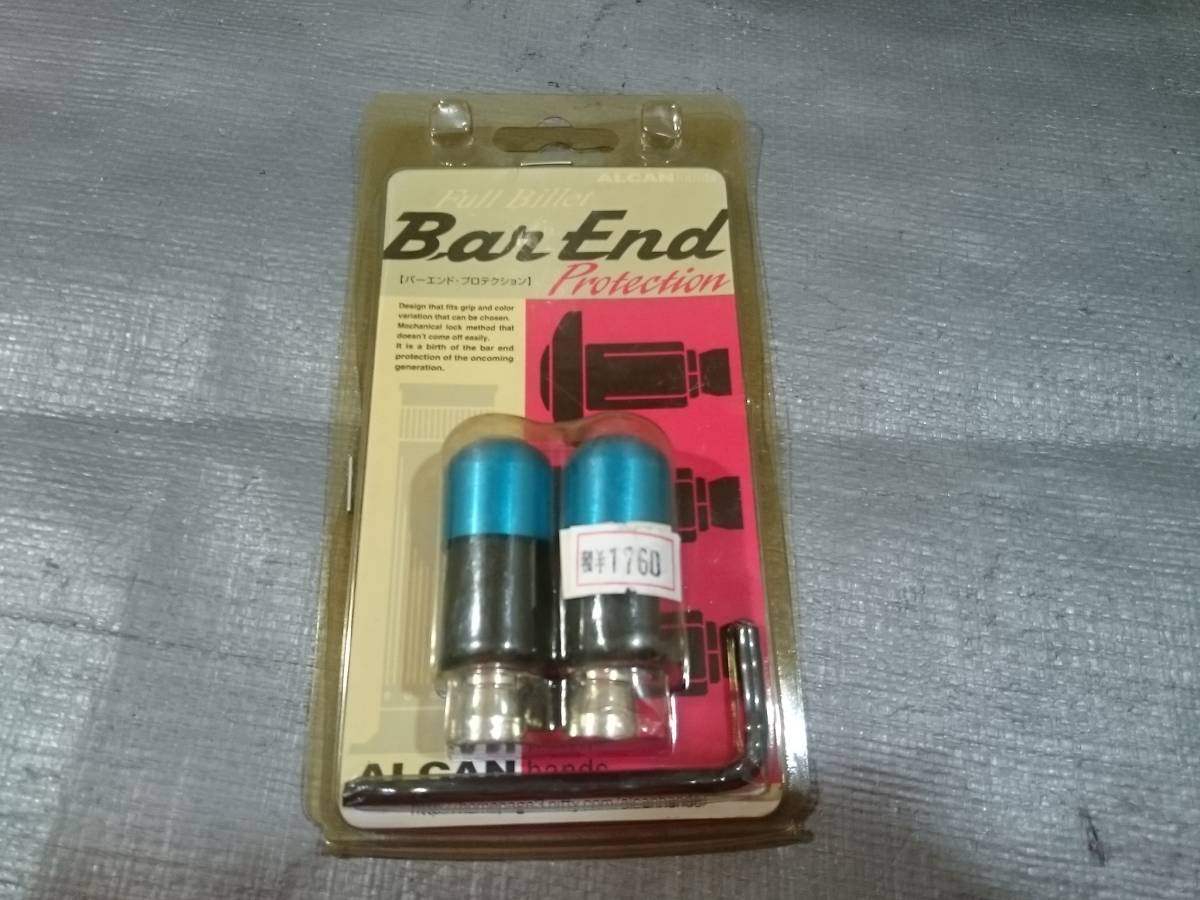 ALCAN hands
Full Billet
Bar End
Protection
【バーエンド・プロテクション】
Design that fits grip and color
variation that can be chosen.
Mechanical lock method that
doesn't come off easily.
It is a birth of the bar end
protection of the oncoming
generation.
¥1760
ALCAN hands